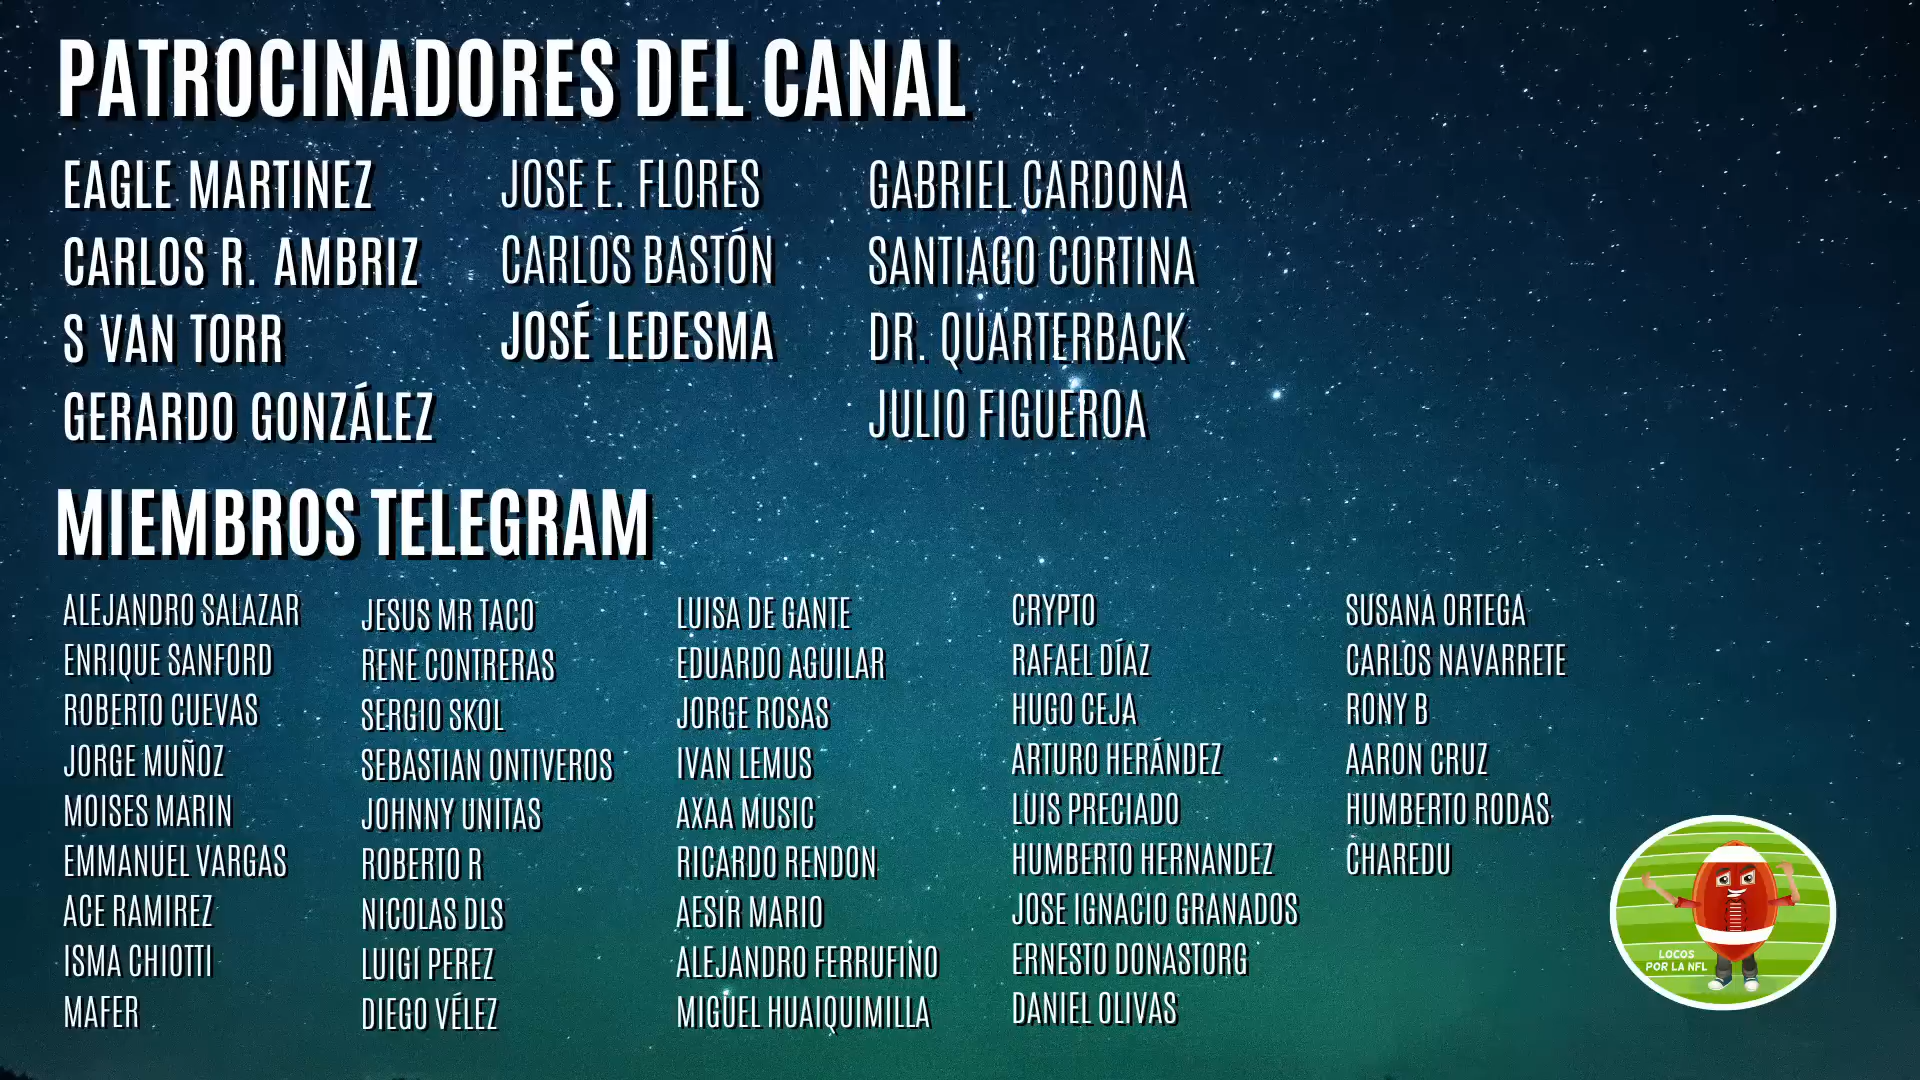 PATROCINADORES DEL CANAL
EAGLE MARTINEZ
CARLOS R. AMBRIZ
S VAN TORR
GERARDO GONZÁLEZ
JOSE E. FLORES
CARLOS BASTÓN
JOSÉ LEDESMA
GABRIEL CARDONA
SANTIAGO CORTINA
DR. QUARTERBACK
JULIO FIGUEROA
MIEMBROS TELEGRAM
ALEJANDRO SALAZAR
ENRIQUE SANFORD
ROBERTO CUEVAS
JORGE MUÑOZ
MOISES MARIN
EMMANUEL VARGAS
ACE RAMIREZ
ISMA CHIOTTI
MAFER
JESUS MR TACO
RENE CONTRERAS
SERGIO SKOL
SEBASTIAN ONTIVEROS
JOHNNY UNITAS
ROBERTO R
NICOLAS DLS
LUIGI PEREZ
DIEGO VÉLEZ
LUISA DE GANTE
EDUARDO AGUILAR
JORGE ROSAS
IVAN LEMUS
AXAA MUSIC
RICARDO RENDON
AESIR MARIO
ALEJANDRO FERRUFINO
MIGUEL HUAIQUIMILLA
CRYPTO
RAFAEL DÍAZ
HUGO CEJA
ARTURO HERÁNDEZ
LUIS PRECIADO
HUMBERTO HERNANDEZ
JOSE IGNACIO GRANADOS
ERNESTO DONASTORG
DANIEL OLIVAS
SUSANA ORTEGA
CARLOS NAVARRETE
RONY B
AARON CRUZ
HUMBERTO RODAS
CHAREDU
LOCOS
POR LA NFL